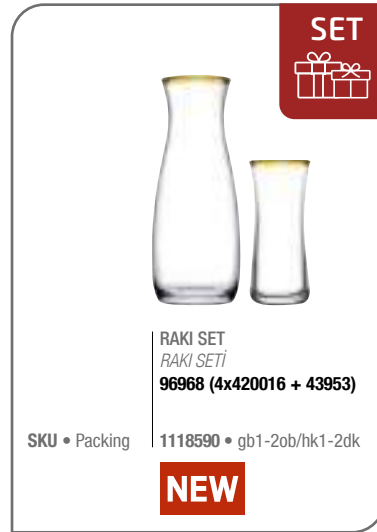 SET
RAKI SET
RAKI SETİ
96968 (4x420016 + 43953)
SKU • Packing 1118590 • gb1-2ob/hk1-2dk
NEW